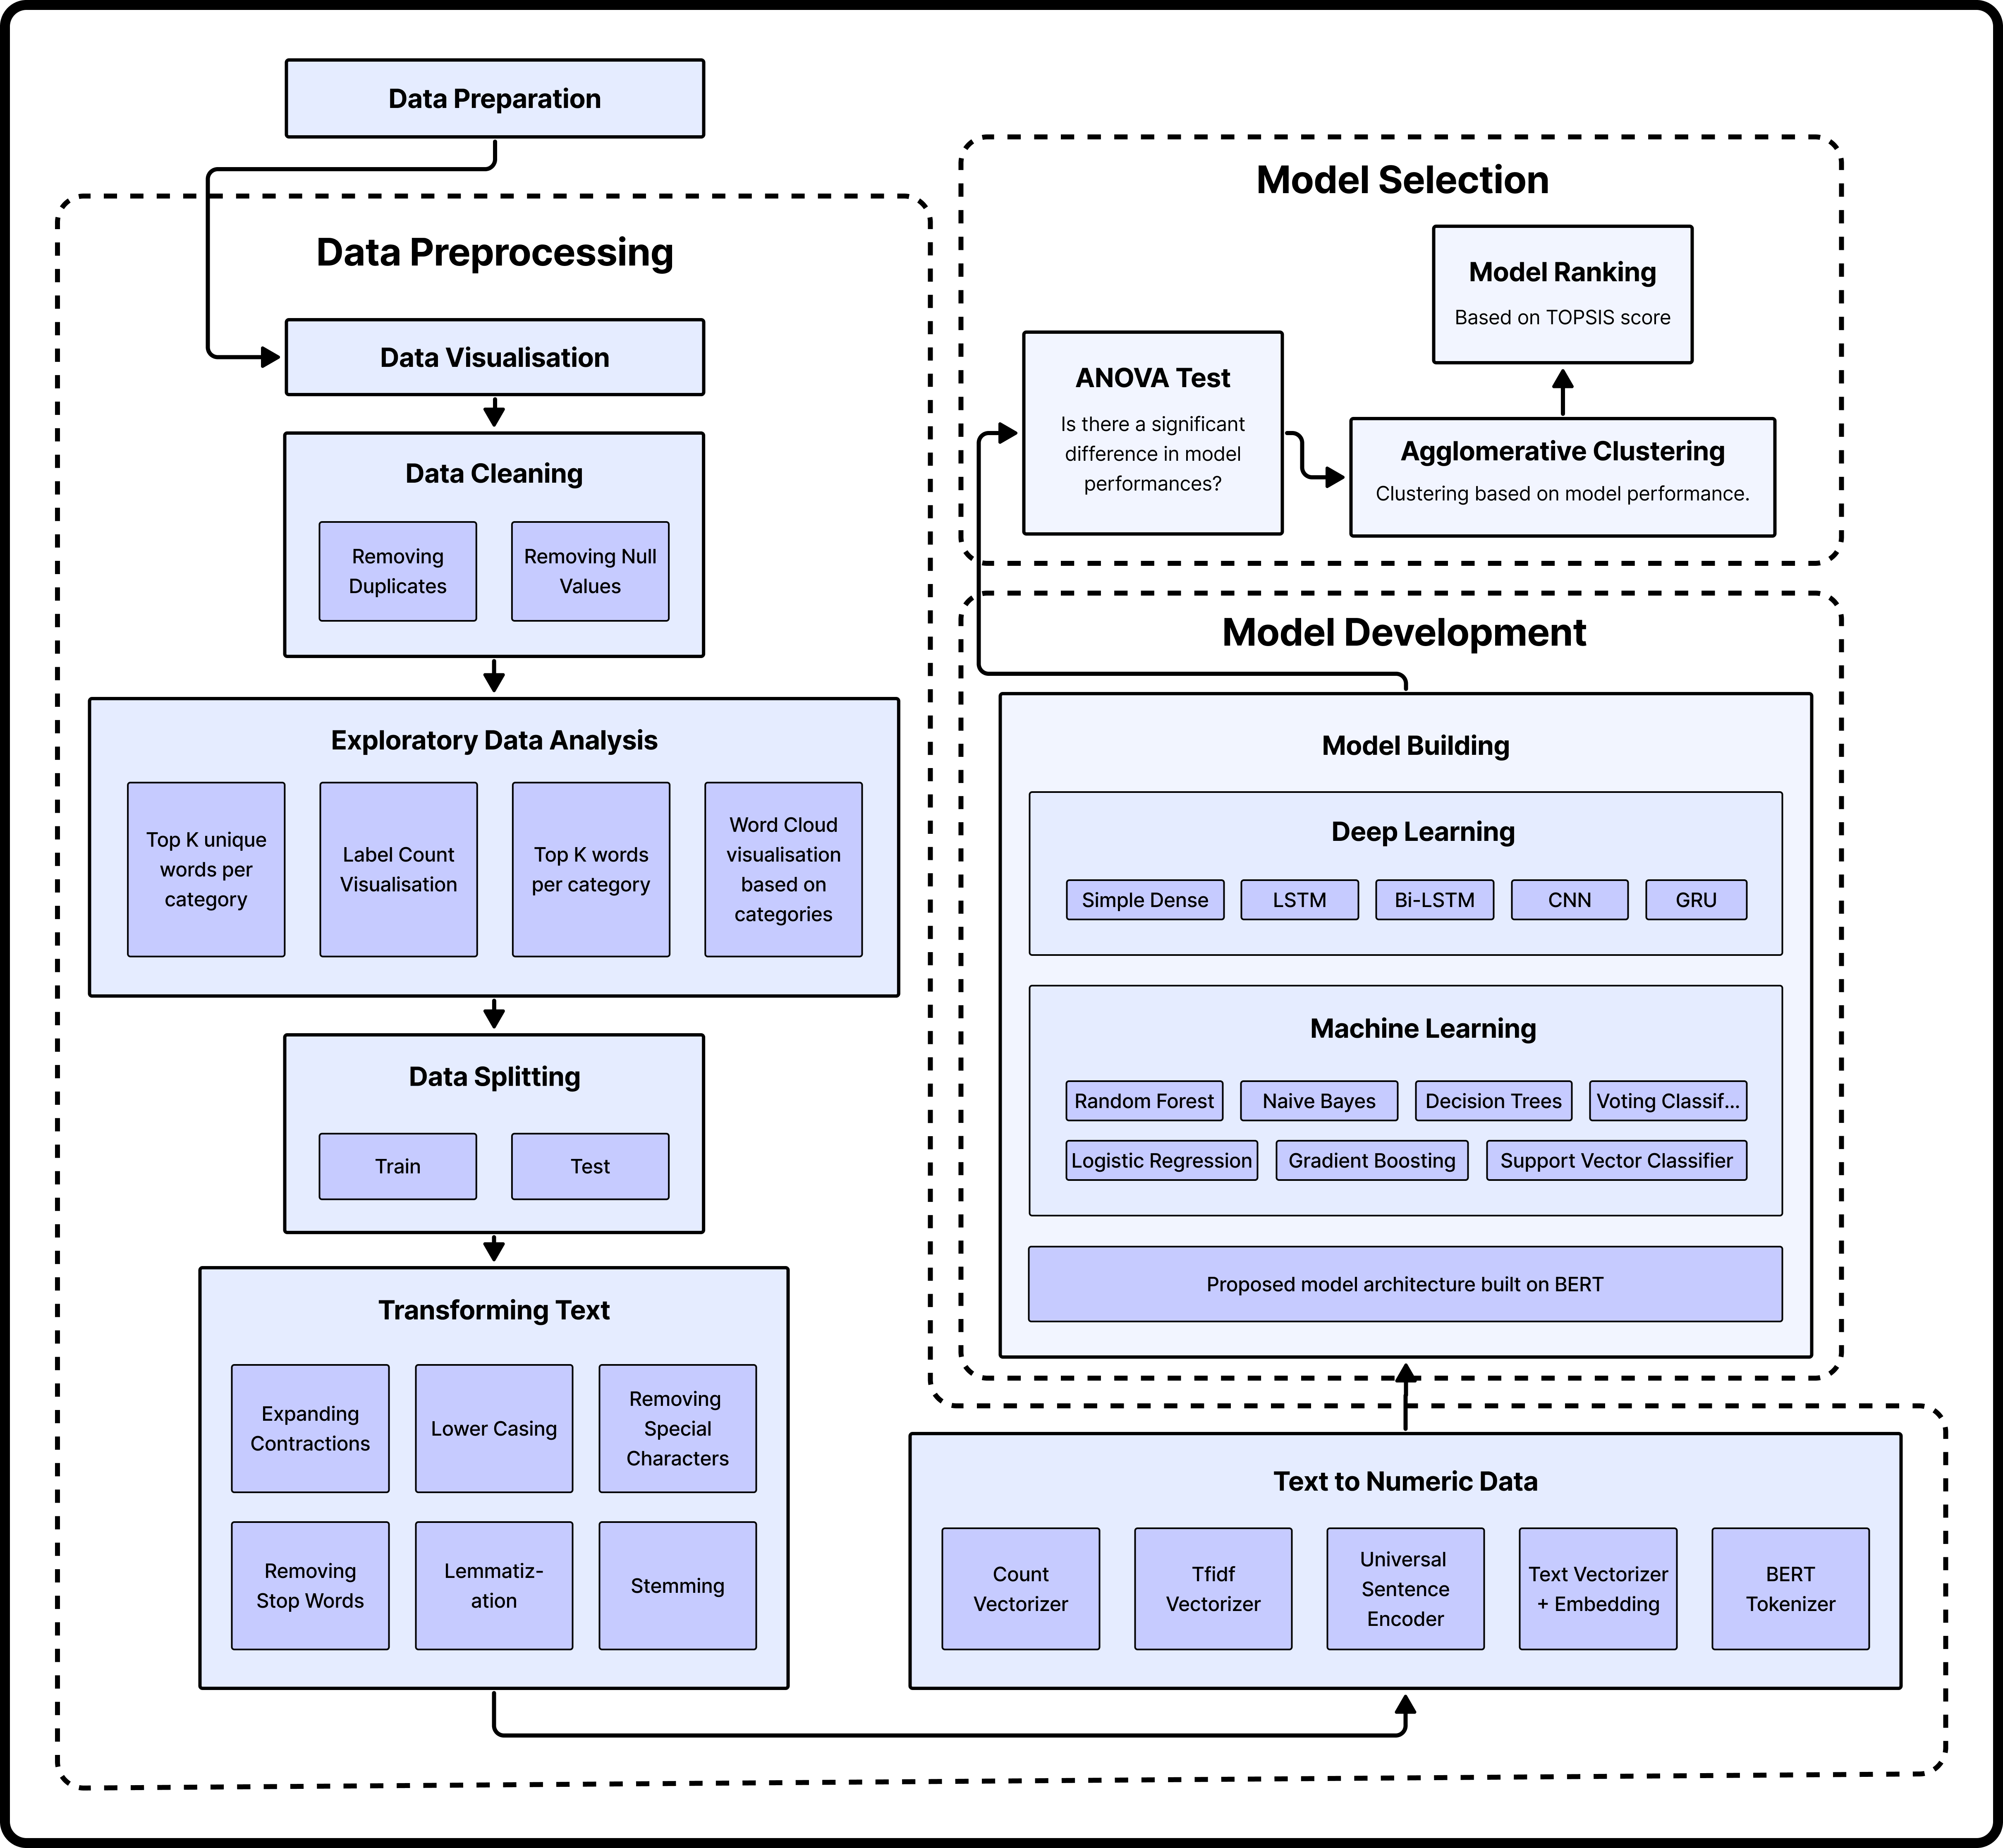 Data Preparation
Data Preprocessing
Data Visualisation
Data Cleaning
Removing
Duplicates
Removing Null
Values
Exploratory Data Analysis
Top K unique
words per
category
Label Count
Visualisation
Top K words
per category
Word Cloud
visualisation
based on
categories
Data Splitting
Train
Test
Transforming Text
Expanding
Contractions
Lower Casing
Removing
Special
Characters
Removing
Stop Words
Lemmatiz-
ation
Stemming
Text to Numeric Data
Count
Vectorizer
Tfidf
Vectorizer
Universal
Sentence
Encoder
Text Vectorizer
+ Embedding
BERT
Tokenizer
Model Development
Model Building
Deep Learning
Simple Dense
LSTM
Bi-LSTM
CNN
GRU
Machine Learning
Random Forest
Naive Bayes
Decision Trees
Voting Classif...
Logistic Regression
Gradient Boosting
Support Vector Classifier
Proposed model architecture built on BERT
Model Selection
ANOVA Test
Is there a significant
difference in model
performances?
Agglomerative Clustering
Clustering based on model performance.
Model Ranking
Based on TOPSIS score